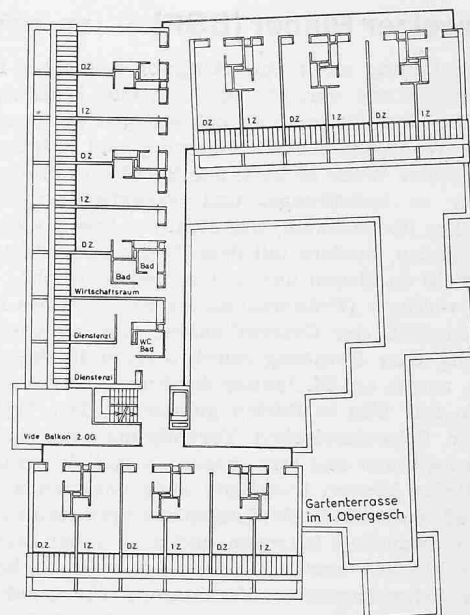 D.Z.
1.Z.
D.Z.
1.Z.
D.Z.
1.Z.
D.Z.
1.Z.
D.Z.
1.Z.
D.Z.
Bad
Bad
Wirtschaftsraum
Dienstenzi
WC
Bad
Dienstenzi
Vide Balkon 2.OG.
Gartenterrasse
im 1. Obergesch.
D.Z.
1.Z.
D.Z.
1.Z.
D.Z.
1.Z.